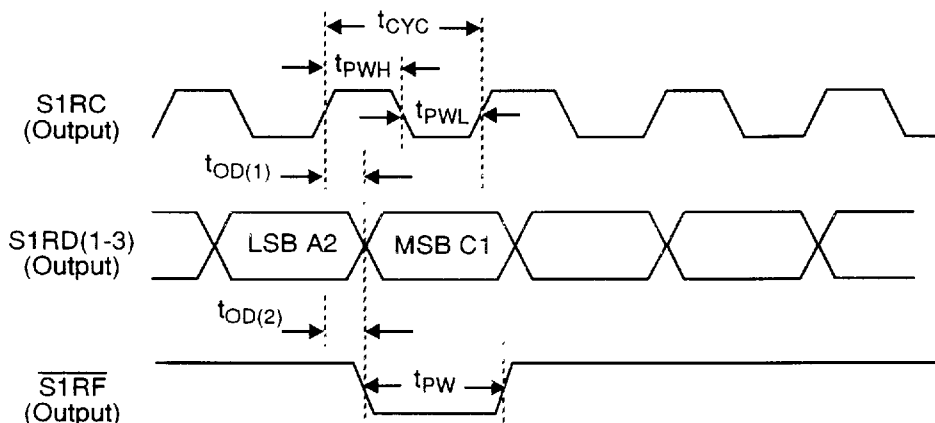 tCYC
tPWH
S1RC
(Output)
tPWL
tOD(1)
S1RD(1-3)
(Output)
LSB A2
MSB C1
tOD(2)
S1RF
(Output)
tPW